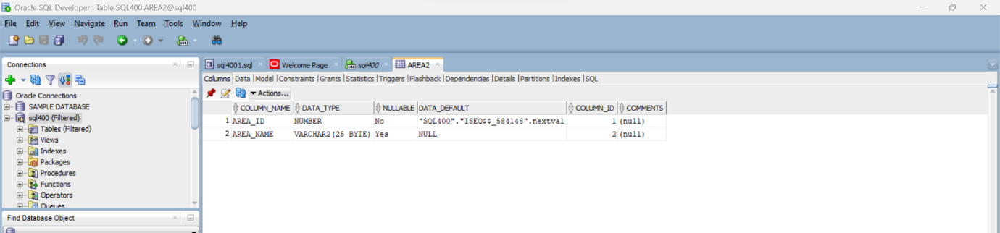 Oracle SQL Developer : Table SQL400.AREA2@sql400
File Edit View Navigate Run Team Tools Window Help
Connections
sql4001.sql Welcome Page sql400 AREA2
Columns Data |Model |Constraints |Grants |Statistics |Triggers |Flashback |Dependencies |Details |Partitions |Indexes |SQL
Actions...
Oracle Connections
SAMPLE DATABASE
sql400 (Filtered)
Tables (Filtered)
Views
Indexes
Packages
Procedures
Functions
Operators
Queues
COLUMN_NAME DATA_TYPE NULLABLE DATA_DEFAULT COLUMN_ID COMMENTS
1 AREA_ID NUMBER No "SQL400"."ISEQ$$_584148".nextval 1 (null)
2 AREA_NAME VARCHAR2(25 BYTE) Yes NULL 2 (null)
Find Database Object